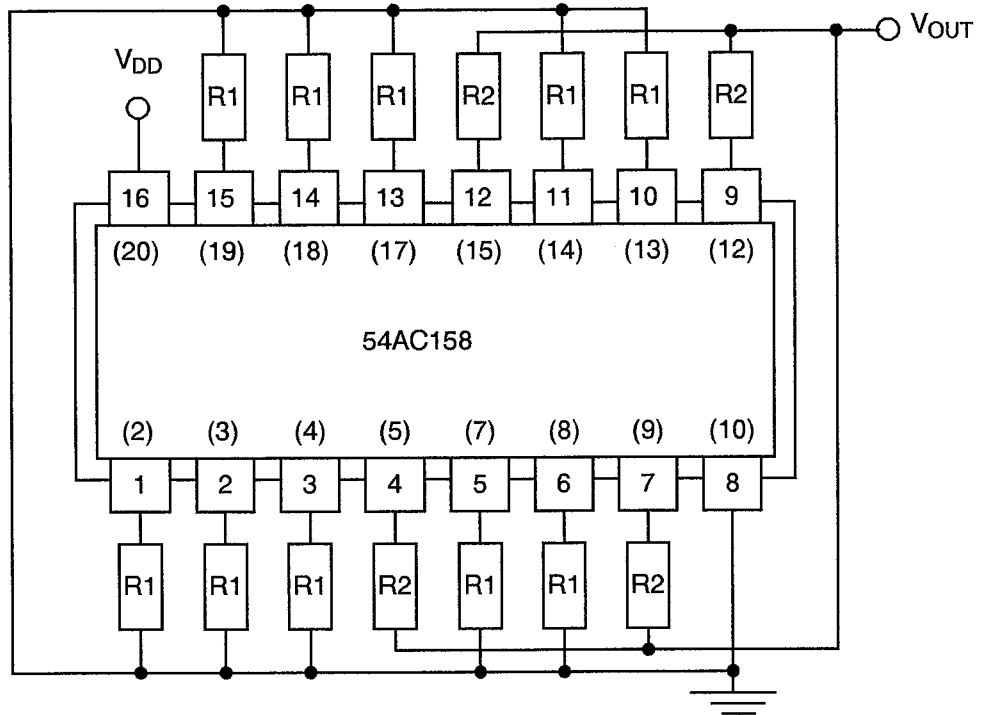 V_OUT
V_DD
R1 R1 R1 R2 R1 R1 R2
16 15 14 13 12 11 10 9
(20) (19) (18) (17) (15) (14) (13) (12)
54AC158
(2) (3) (4) (5) (7) (8) (9) (10)
1 2 3 4 5 6 7 8
R1 R1 R1 R2 R1 R1 R2